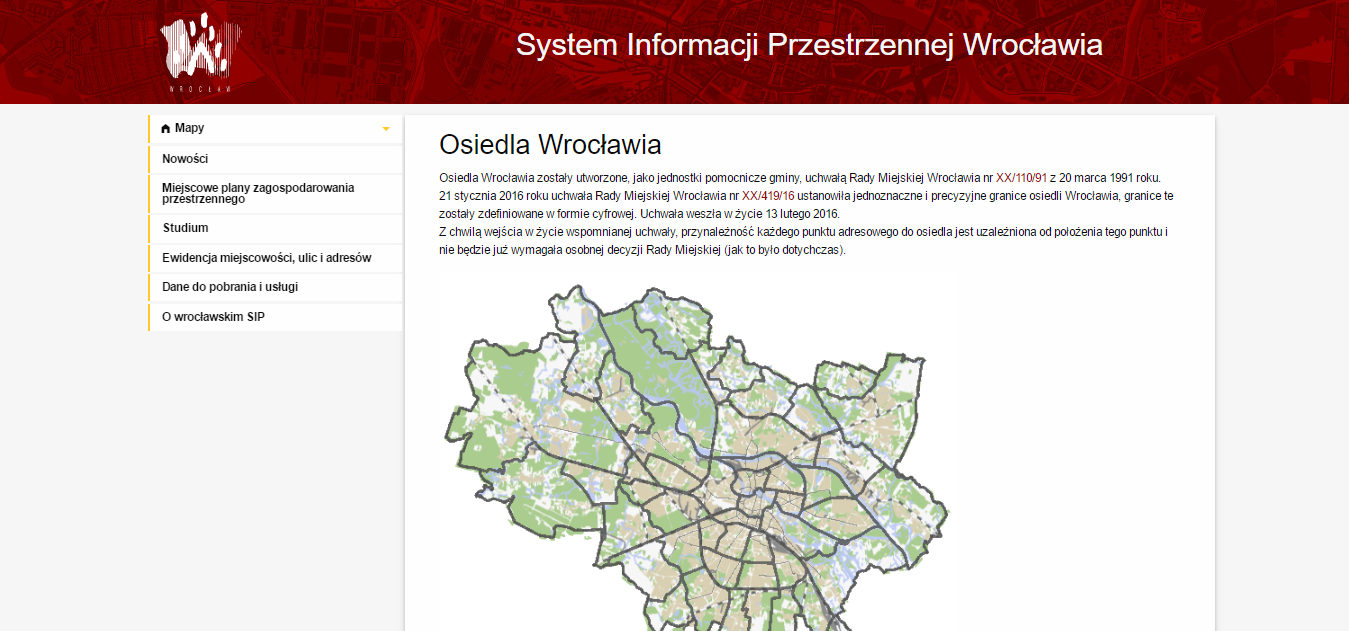 WROCŁAW
System Informacji Przestrzennej Wrocławia
Mapy
Nowości
Miejscowe plany zagospodarowania
przestrzennego
Studium
Ewidencja miejscowości, ulic i adresów
Dane do pobrania i usługi
O wrocławskim SIP
Osiedla Wrocławia
Osiedla Wrocławia zostały utworzone, jako jednostki pomocnicze gminy, uchwałą Rady Miejskiej Wrocławia nr XX/110/91 z 20 marca 1991 roku.
21 stycznia 2016 roku uchwała Rady Miejskiej Wrocławia nr XX/419/16 ustanowiła jednoznaczne i precyzyjne granice osiedli Wrocławia, granice te
zostały zdefiniowane w formie cyfrowej. Uchwała weszła w życie 13 lutego 2016.
Z chwilą wejścia w życie wspomnianej uchwały, przynależność każdego punktu adresowego do osiedla jest uzależniona od położenia tego punktu i
nie będzie już wymagała osobnej decyzji Rady Miejskiej (jak to było dotychczas).